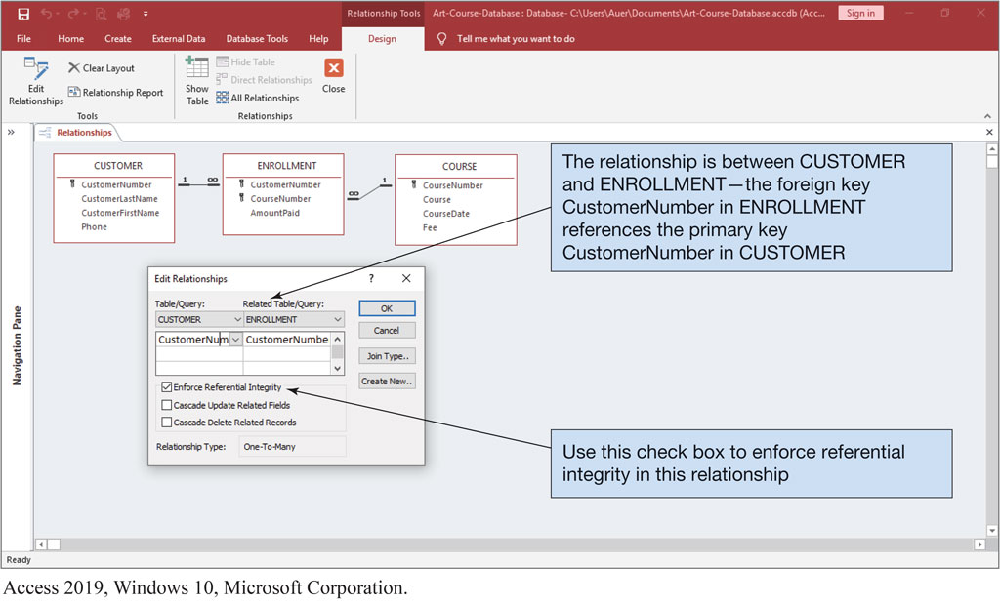 Relationship Tools
Art-Course-Database : Database- C:\Users\Auer\Documents\Art-Course-Database.accdb (Acc...
Sign in
File Home Create External Data Database Tools Help Design Tell me what you want to do
Edit Relationships
Clear Layout
Relationship Report
Tools
Show Table
Hide Table
Direct Relationships
All Relationships
Relationships
Close
Relationships
Navigation Pane
CUSTOMER
CustomerNumber
CustomerLastName
CustomerFirstName
Phone
1 ∞
ENROLLMENT
CustomerNumber
CourseNumber
AmountPaid
∞ 1
COURSE
CourseNumber
Course
CourseDate
Fee
The relationship is between CUSTOMER
and ENROLLMENT—the foreign key
CustomerNumber in ENROLLMENT
references the primary key
CustomerNumber in CUSTOMER
Edit Relationships ?
Table/Query: Related Table/Query:
CUSTOMER ENROLLMENT
CustomerNum CustomerNumbe
OK
Cancel
Join Type..
Create New..
Enforce Referential Integrity
Cascade Update Related Fields
Cascade Delete Related Records
Relationship Type: One-To-Many
Use this check box to enforce referential
integrity in this relationship
Ready
Access 2019, Windows 10, Microsoft Corporation.